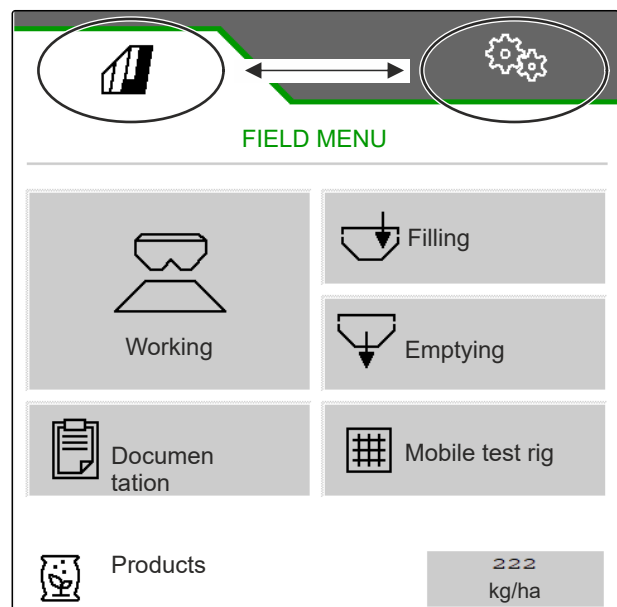 FIELD MENU
Working
Filling
Emptying
Documen
tation
Mobile test rig
Products
222
kg/ha